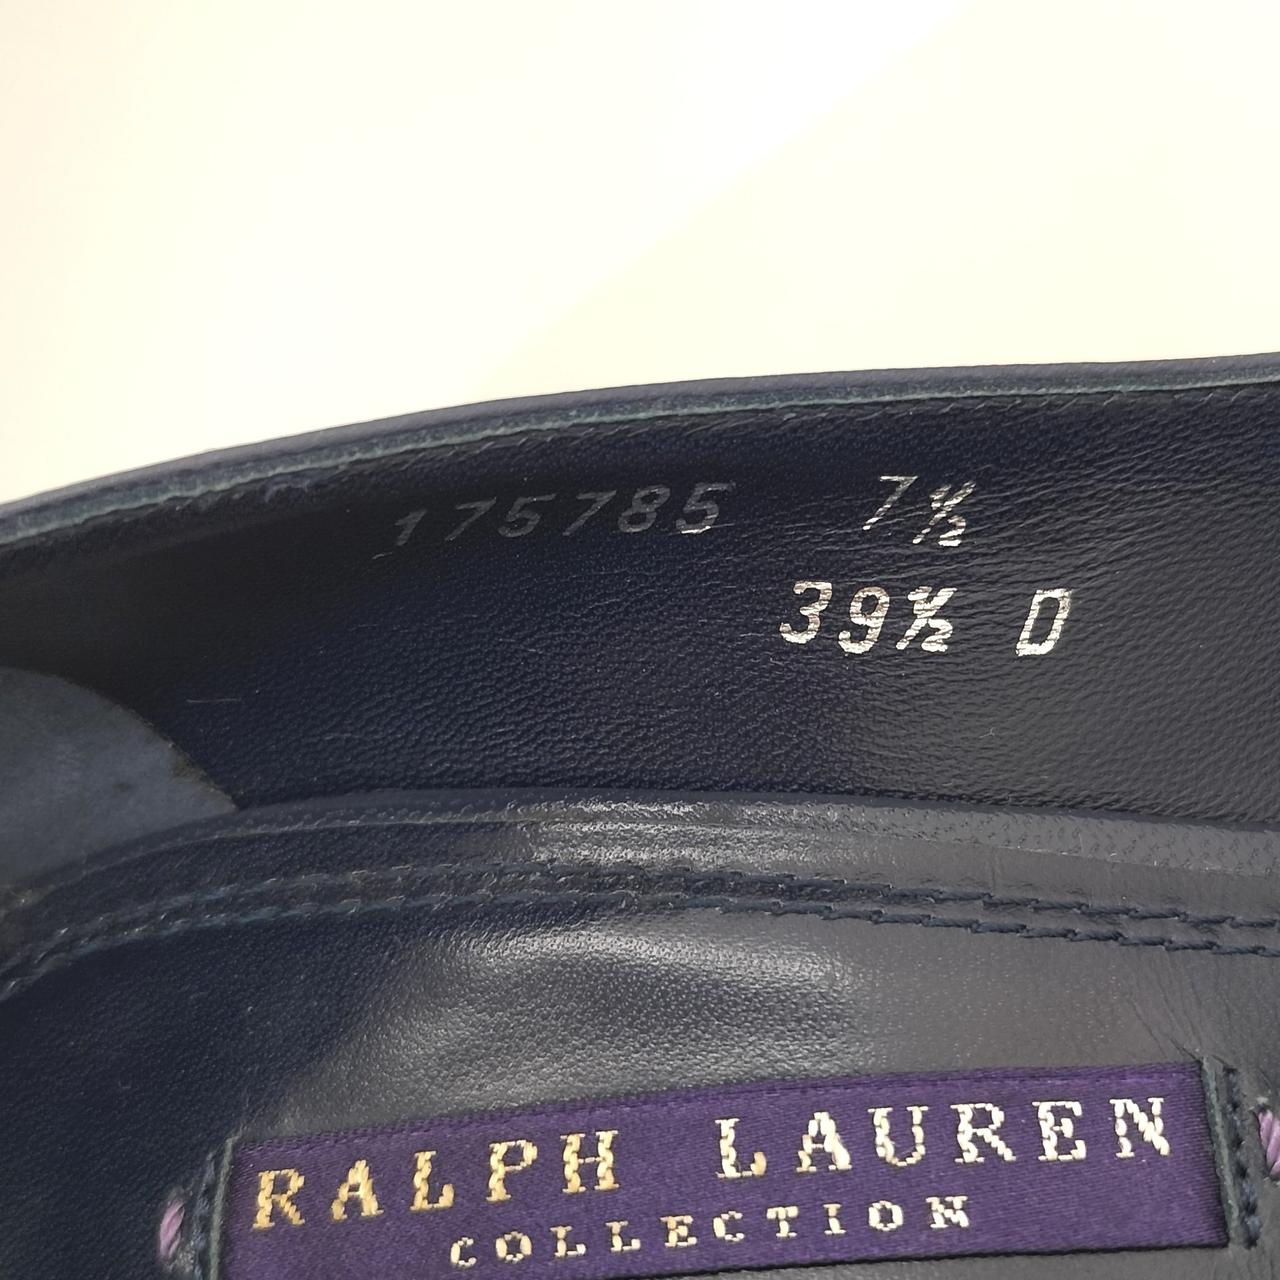 175785 7½
39½ D
RALPH LAUREN
COLLECTION